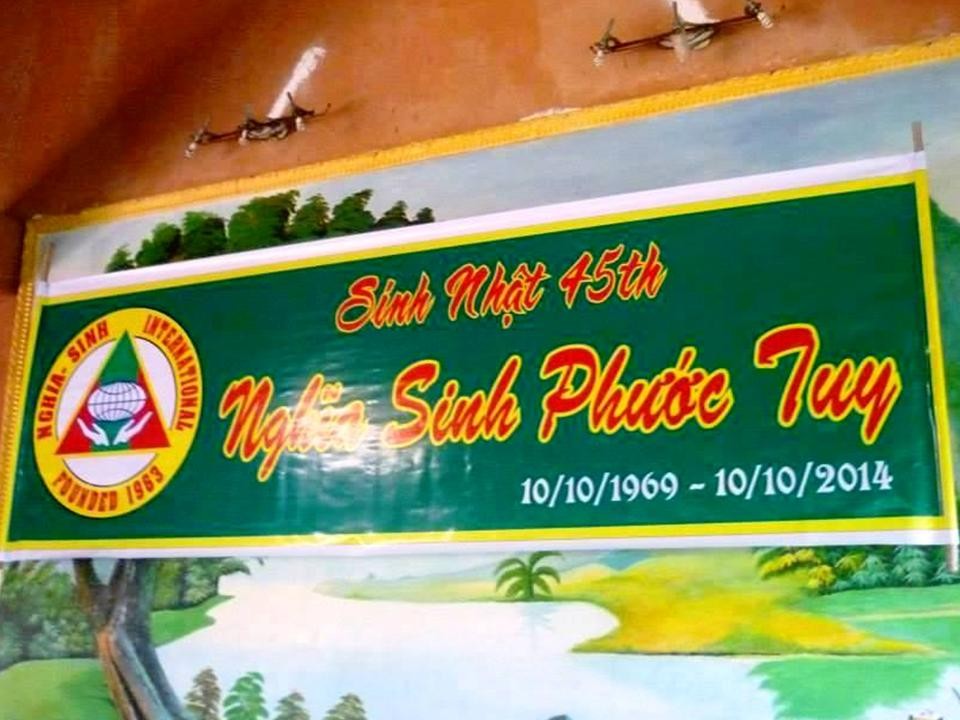 Sinh Nhật 45th
NGHIA - SINH INTERNATIONAL
FOUNDED 1963
Nghĩa Sinh Phước Tuy
10/10/1969 - 10/10/2014